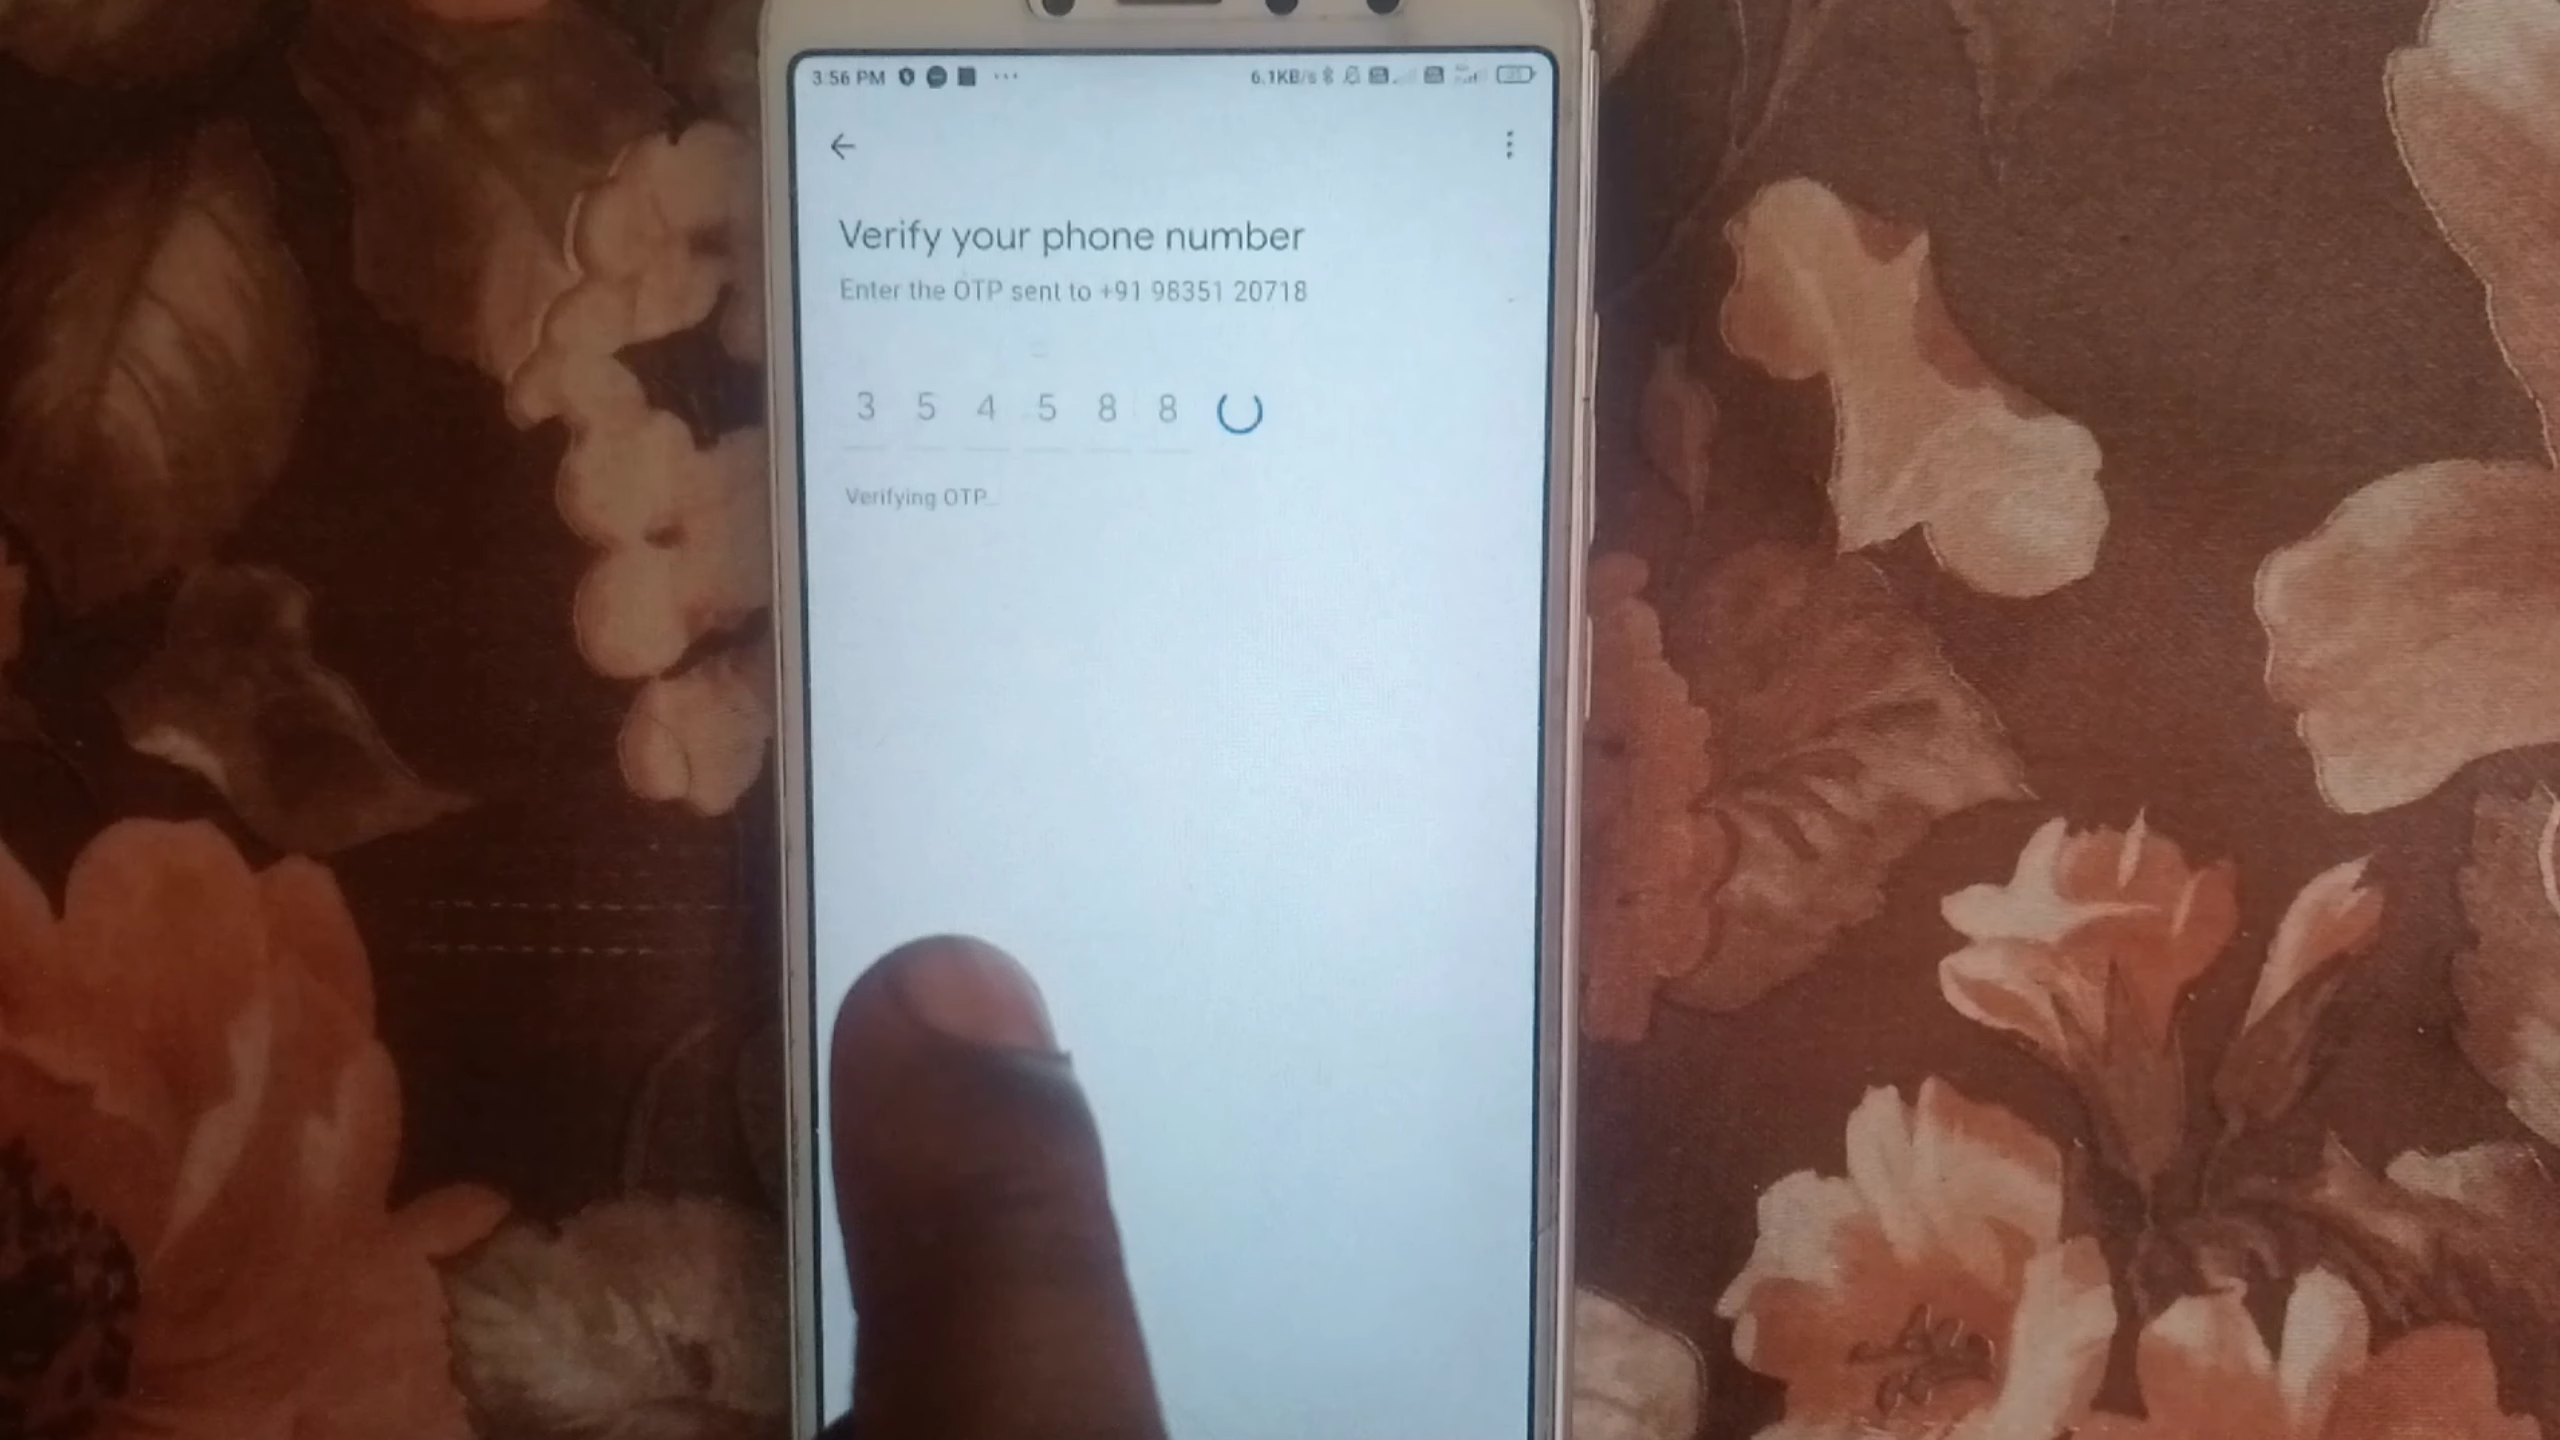 3:56 PM ... 6.1KB/s
Verify your phone number
Enter the OTP sent to +91 98351 20718
3 5 4 5 8 8
Verifying OTP...